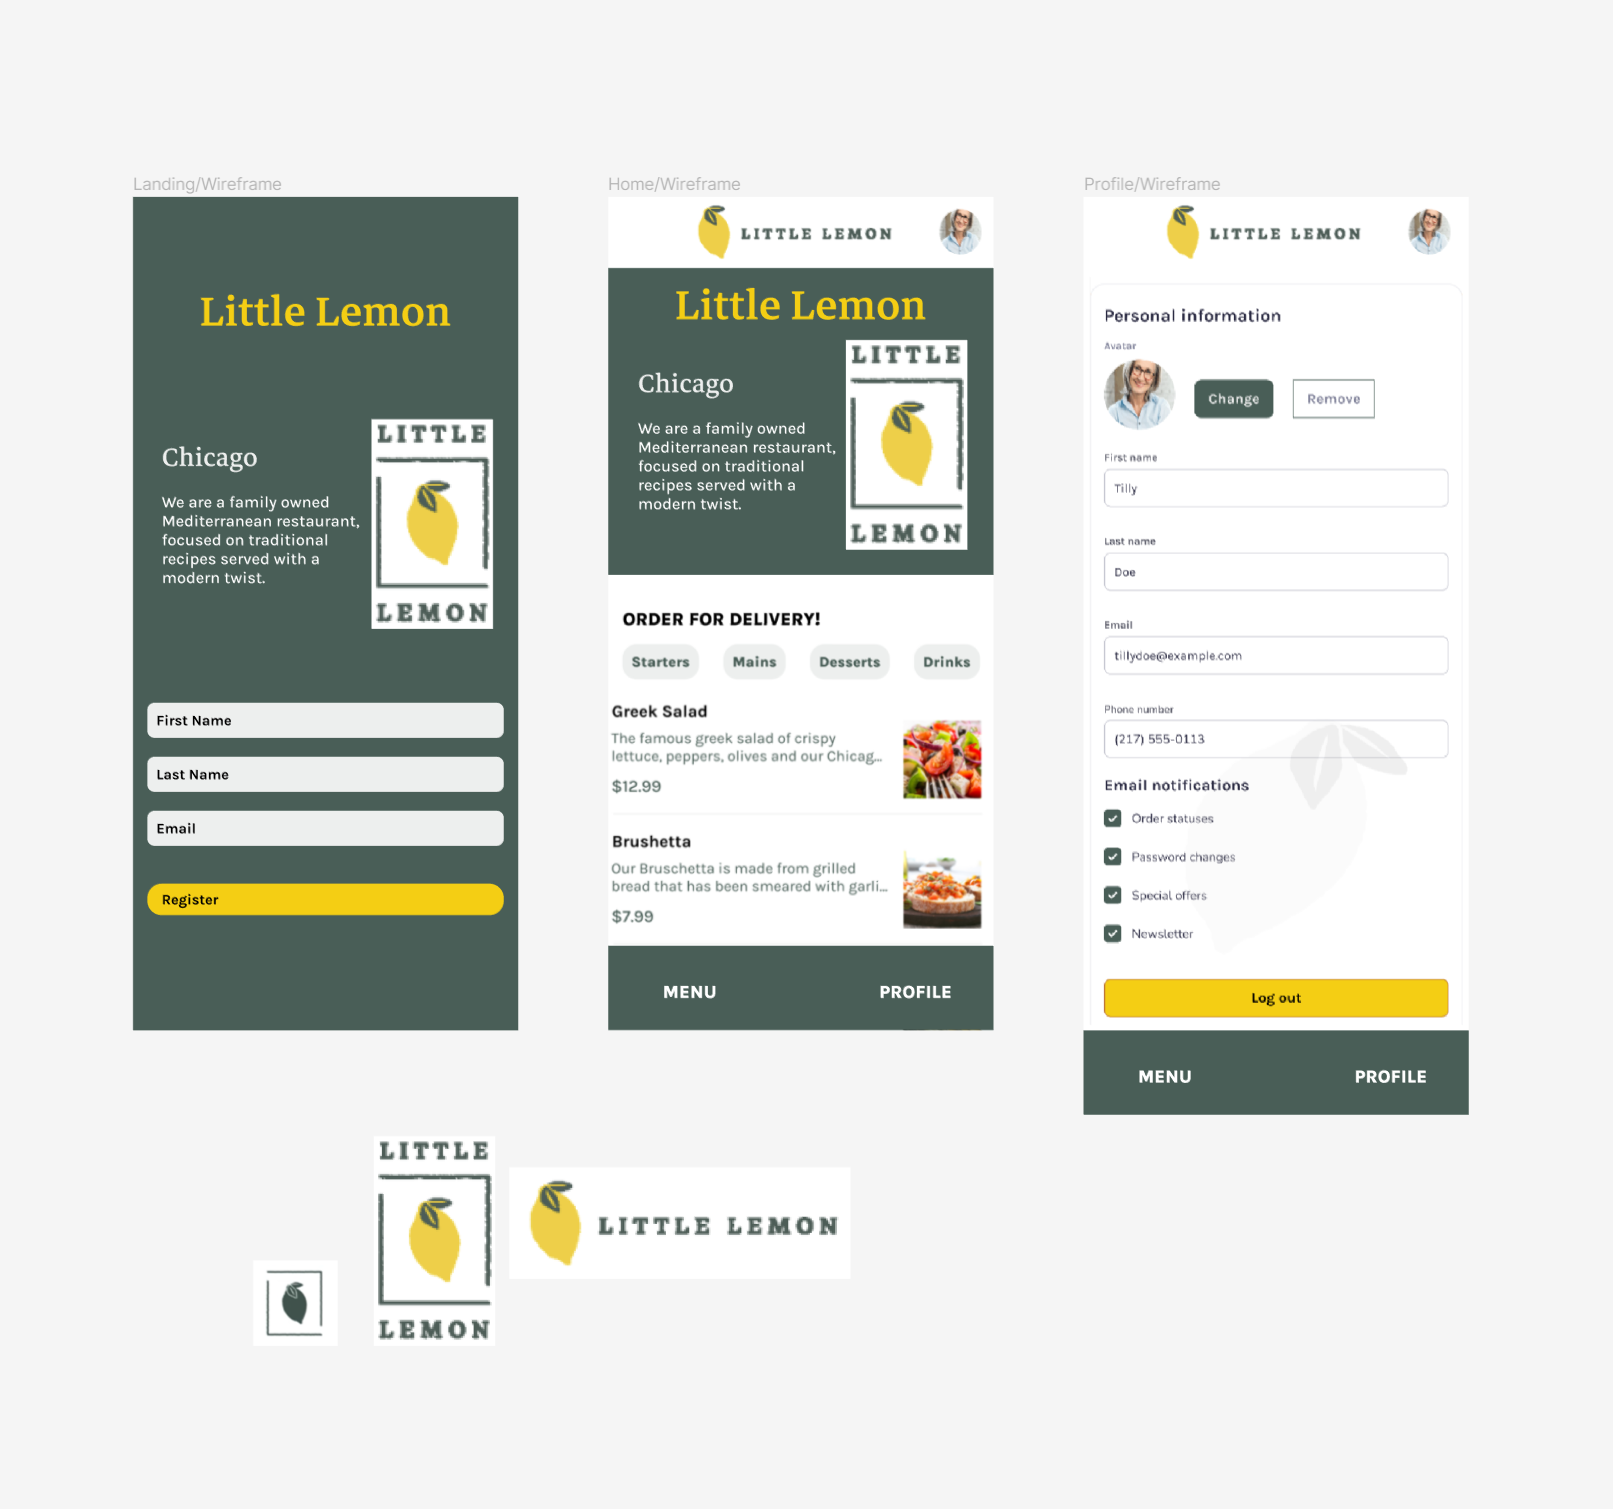 Landing/Wireframe
Little Lemon
Chicago
We are a family owned
Mediterranean restaurant,
focused on traditional
recipes served with a
modern twist.
LITTLE
LEMON
First Name
Last Name
Email
Register
Home/Wireframe
LITTLE LEMON
Little Lemon
Chicago
We are a family owned
Mediterranean restaurant,
focused on traditional
recipes served with a
modern twist.
LITTLE
LEMON
ORDER FOR DELIVERY!
Starters Mains Desserts Drinks
Greek Salad
The famous greek salad of crispy
lettuce, peppers, olives and our Chicag...
$12.99
Brushetta
Our Bruschetta is made from grilled
bread that has been smeared with garli...
$7.99
MENU PROFILE
Profile/Wireframe
LITTLE LEMON
Personal information
Avatar
Change Remove
First name
Tilly
Last name
Doe
Email
tillydoe@example.com
Phone number
(217) 555-0113
Email notifications
Order statuses
Password changes
Special offers
Newsletter
Log out
MENU PROFILE
LITTLE
LEMON
LITTLE LEMON